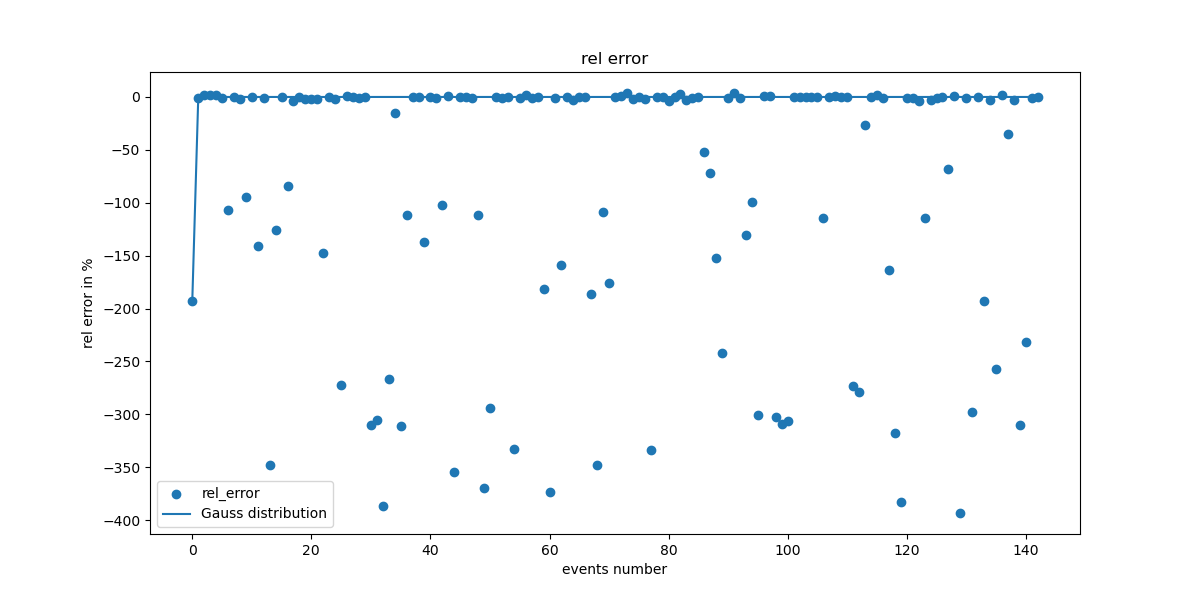 rel error
rel error in %
0
−50
−100
−150
−200
−250
−300
−350
−400
rel_error
Gauss distribution
0 20 40 60 80 100 120 140
events number